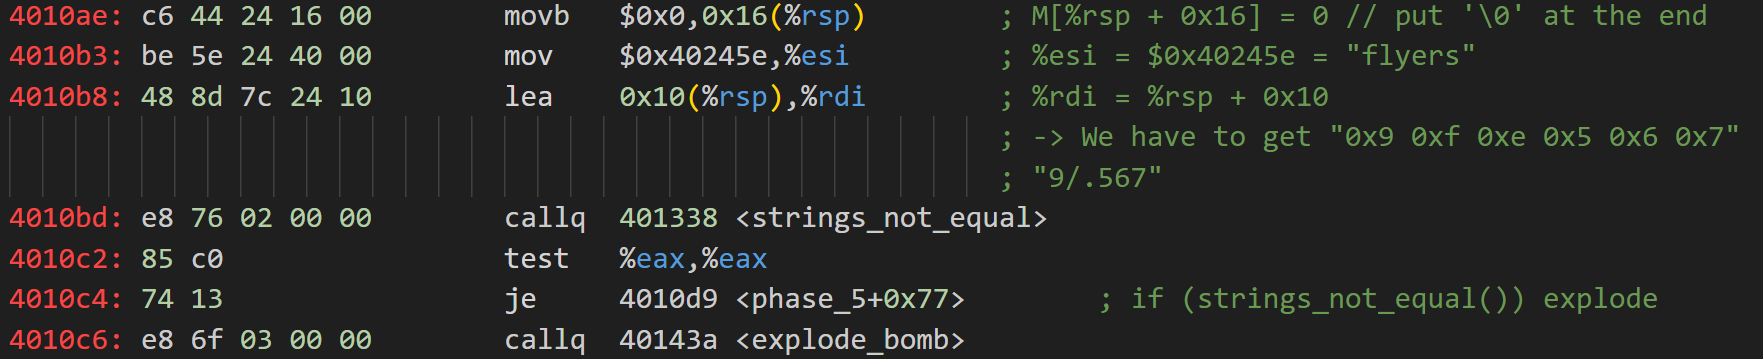 4010ae: c6 44 24 16 00 movb $0x0,0x16(%rsp) ; M[%rsp + 0x16] = 0 // put '\0' at the end
4010b3: be 5e 24 40 00 mov $0x40245e,%esi ; %esi = $0x40245e = "flyers"
4010b8: 48 8d 7c 24 10 lea 0x10(%rsp),%rdi ; %rdi = %rsp + 0x10
; -> We have to get "0x9 0xf 0xe 0x5 0x6 0x7"
; "9/.567"
4010bd: e8 76 02 00 00 callq 401338 <strings_not_equal>
4010c2: 85 c0 test %eax,%eax
4010c4: 74 13 je 4010d9 <phase_5+0x77> ; if (strings_not_equal()) explode
4010c6: e8 6f 03 00 00 callq 40143a <explode_bomb>